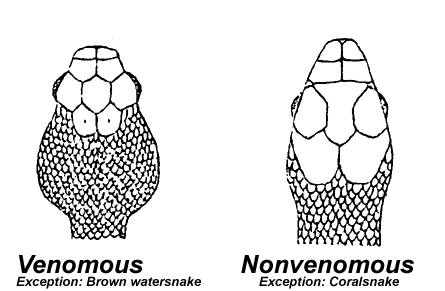 Venomous
Exception: Brown watersnake
Nonvenomous
Exception: Coralsnake